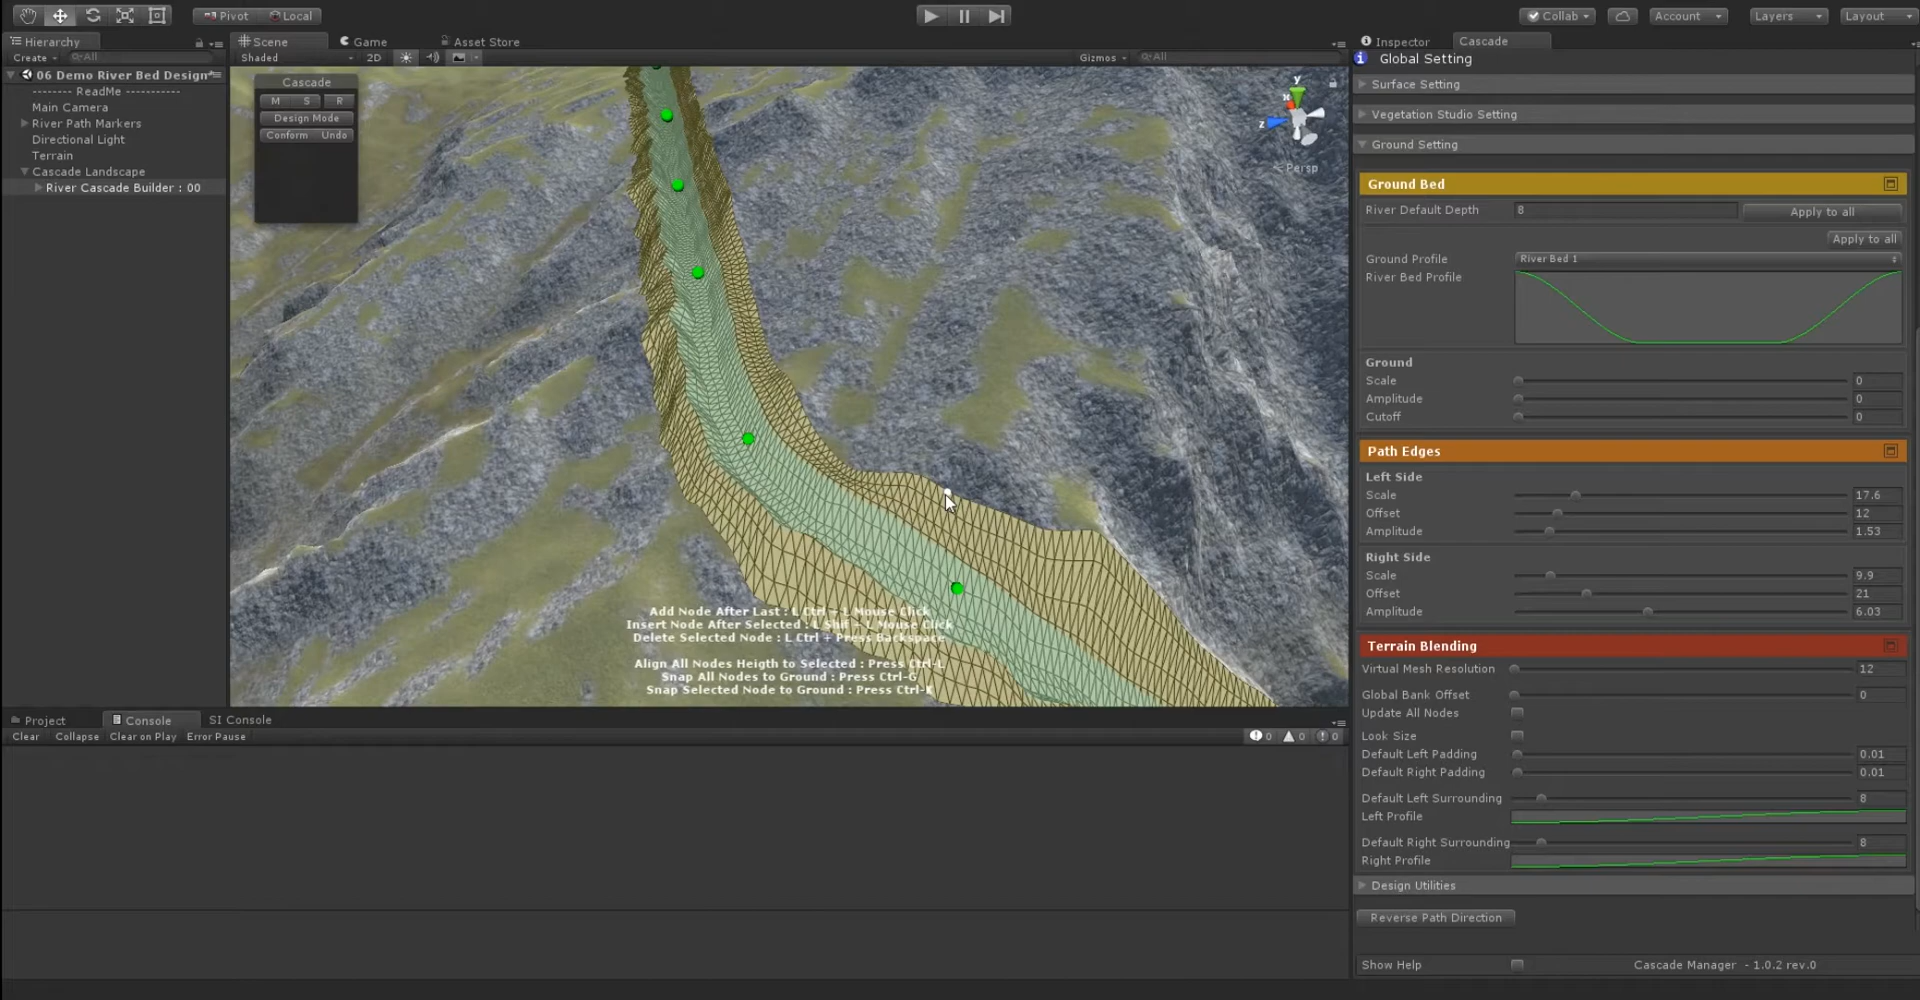 Pivot Local Collab Account Layers Layout
Hierarchy Scene Game Asset Store Inspector Cascade
Create All Shaded 2D Gizmos All
06 Demo River Bed Design
-------- ReadMe -----------
Main Camera
River Path Markers
Directional Light
Terrain
Cascade Landscape
River Cascade Builder : 00
Cascade
M S R
Design Mode
Conform Undo
y
x
z
Persp
Add Node After Last : L Ctrl + L Mouse Click
Insert Node After Selected : L Shif + L Mouse Click
Delete Selected Node : L Ctrl + Press Backspace
Align All Nodes Heigth to Selected : Press Ctrl-L
Snap All Nodes to Ground : Press Ctrl-G
Snap Selected Node to Ground : Press Ctrl-K
Project Console SI Console
Clear Collapse Clear on Play Error Pause 0 0 0
Global Setting
Surface Setting
Vegetation Studio Setting
Ground Setting
Ground Bed
River Default Depth 8 Apply to all
Apply to all
Ground Profile River Bed 1
River Bed Profile
Ground
Scale 0
Amplitude 0
Cutoff 0
Path Edges
Left Side
Scale 17.6
Offset 12
Amplitude 1.53
Right Side
Scale 9.9
Offset 21
Amplitude 6.03
Terrain Blending
Virtual Mesh Resolution 12
Global Bank Offset 0
Update All Nodes
Look Size
Default Left Padding 0.01
Default Right Padding 0.01
Default Left Surrounding 8
Left Profile
Default Right Surrounding 8
Right Profile
Design Utilities
Reverse Path Direction
Show Help Cascade Manager - 1.0.2 rev.0